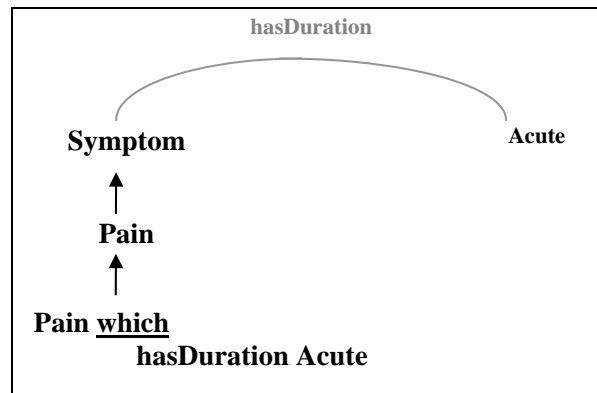 hasDuration
Symptom Acute
Pain
Pain which
hasDuration Acute